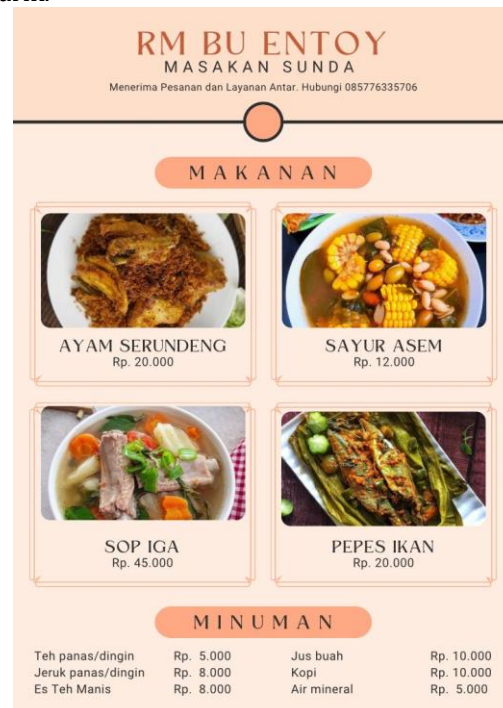 RM BU ENTOY
MASAKAN SUNDA
Menerima Pesanan dan Layanan Antar. Hubungi 085776335706
MAKANAN
AYAM SERUNDENG
Rp. 20.000
SAYUR ASEM
Rp. 12.000
SOP IGA
Rp. 45.000
PEPES IKAN
Rp. 20.000
MINUMAN
Teh panas/dingin Rp. 5.000
Jeruk panas/dingin Rp. 8.000
Es Teh Manis Rp. 8.000
Jus buah Rp. 10.000
Kopi Rp. 10.000
Air mineral Rp. 5.000